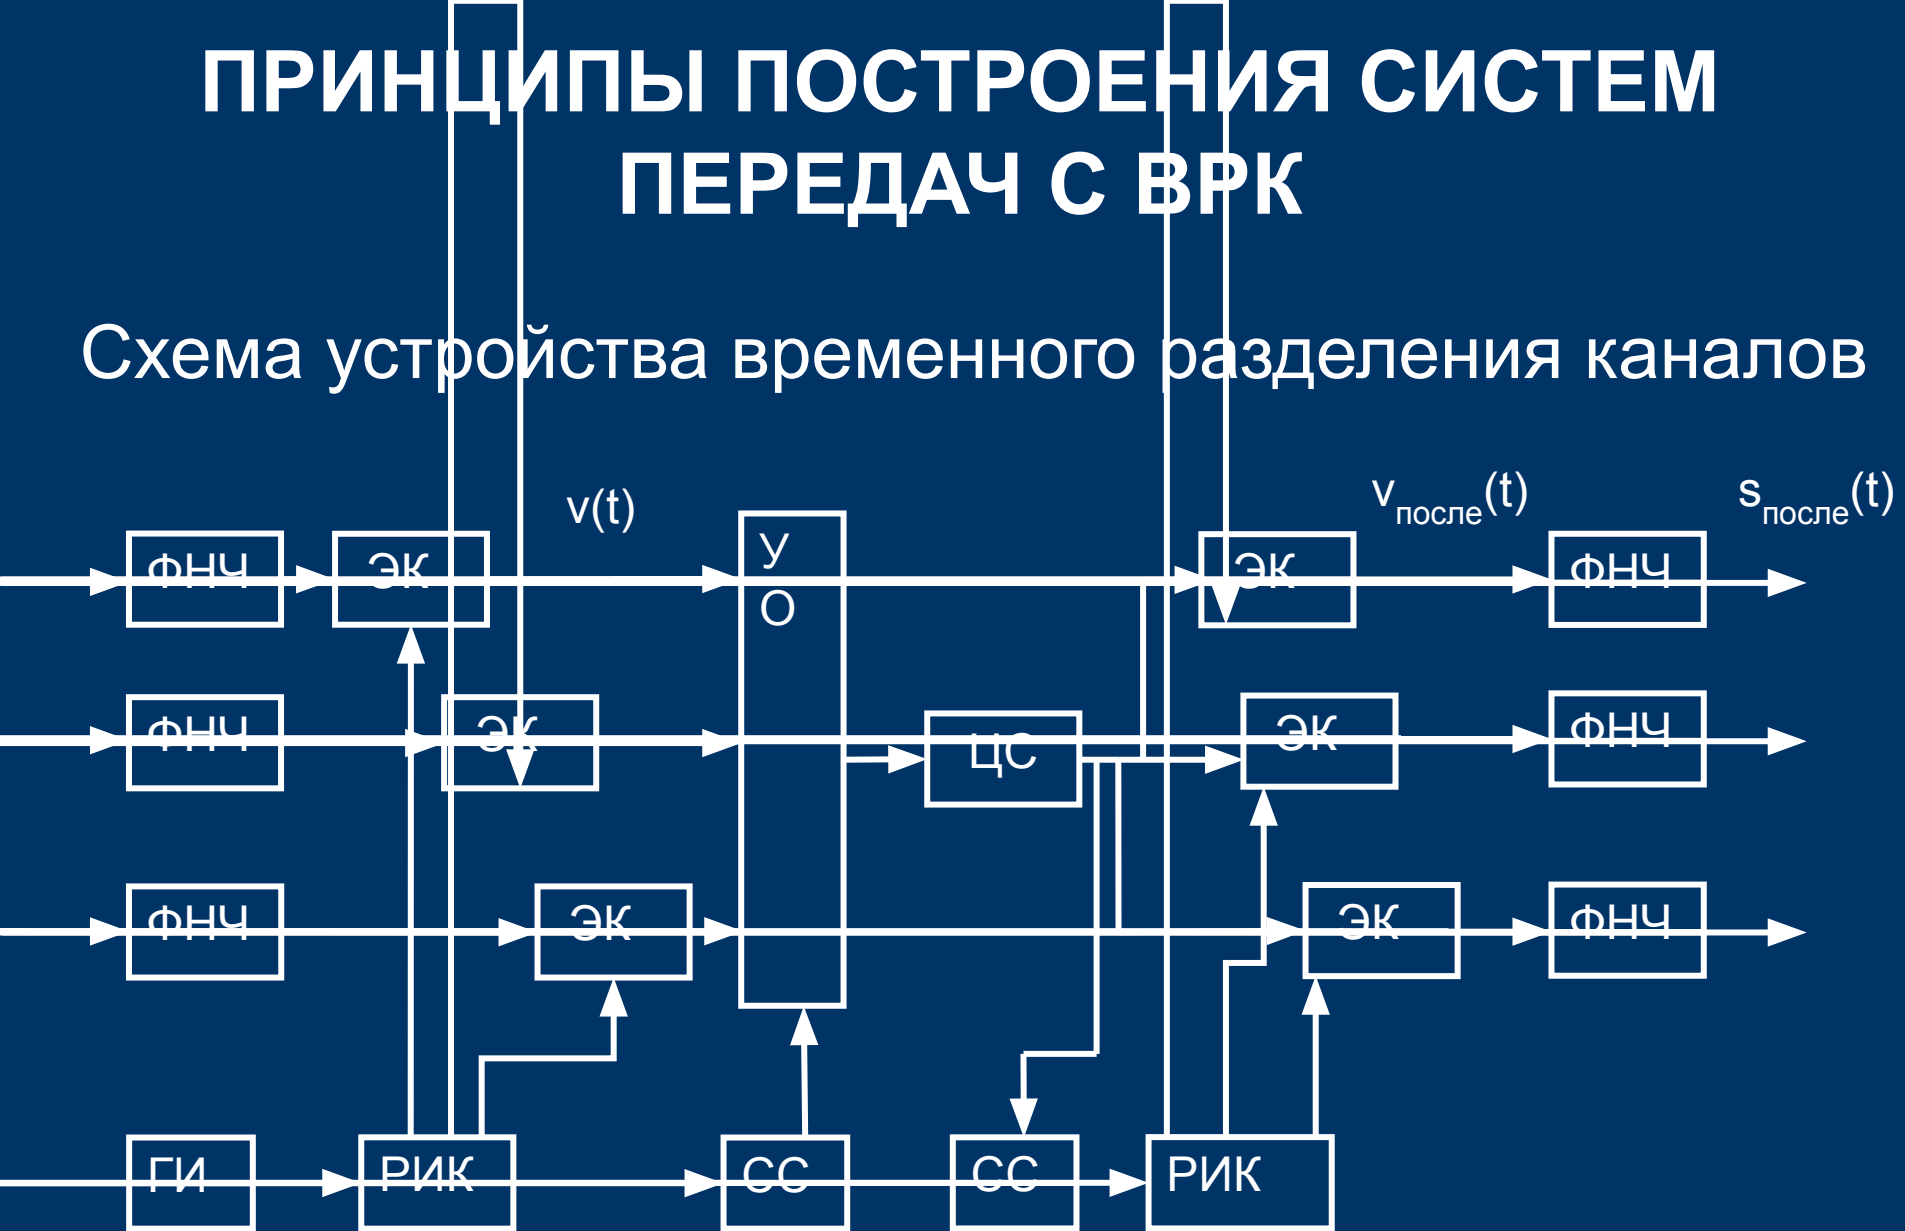 ПРИНЦИПЫ ПОСТРОЕНИЯ СИСТЕМ
ПЕРЕДАЧ С ВРК
Схема устройства временного разделения каналов
v(t)
vпосле(t)
sпосле(t)
ФНЧ
ЭК
У
О
ЭК
ФНЧ
ФНЧ
ЭК
ЦС
ЭК
ФНЧ
ФНЧ
ЭК
ЭК
ФНЧ
ГИ
РИК
СС
СС
РИК